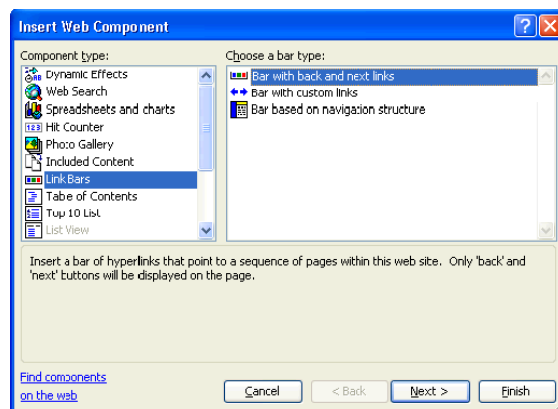 Insert Web Component
Component type:
Dynamic Effects
Web Search
Spreadsheets and charts
123 Hit Counter
Photo Gallery
Included Content
Link Bars
Table of Contents
Top 10 List
List View
Choose a bar type:
Bar with back and next links
Bar with custom links
Bar based on navigation structure
Insert a bar of hyperlinks that point to a sequence of pages within this web site. Only 'back' and
'next' buttons will be displayed on the page.
Find components
on the web
Cancel
< Back
Next >
Finish